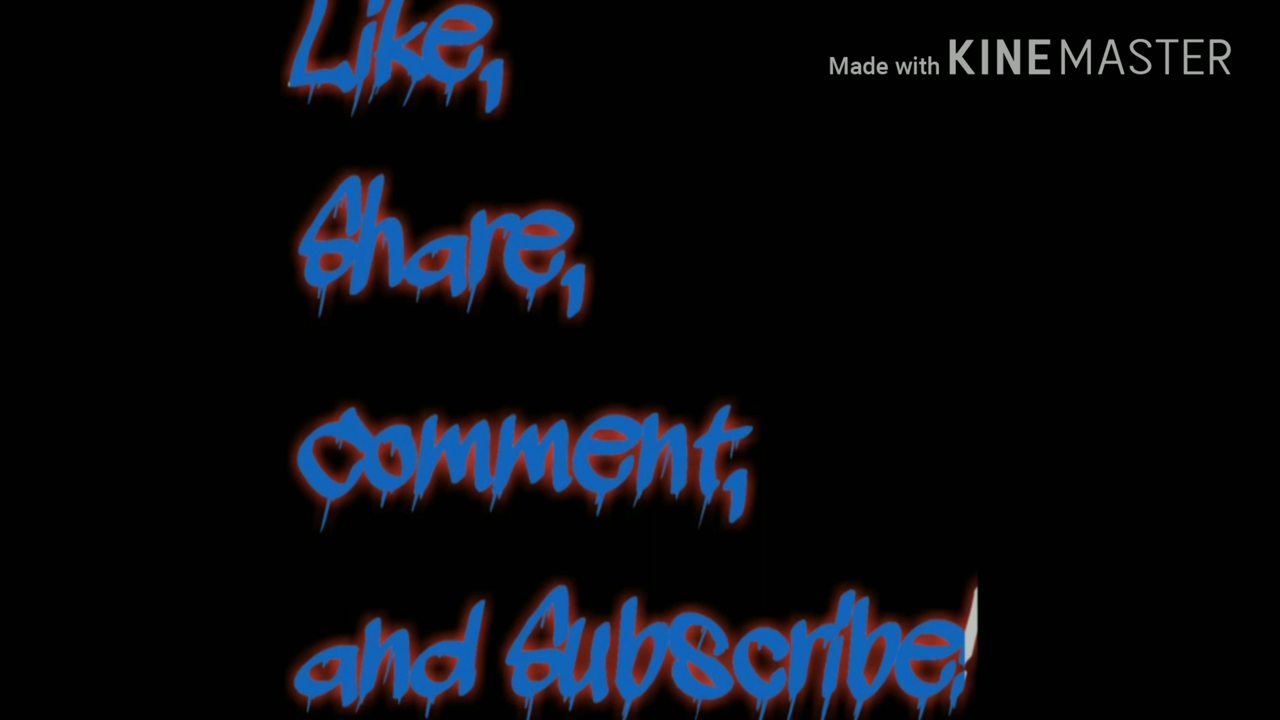 Like,
Made with KINEMASTER
Share,
Comment,
and Subscribe!